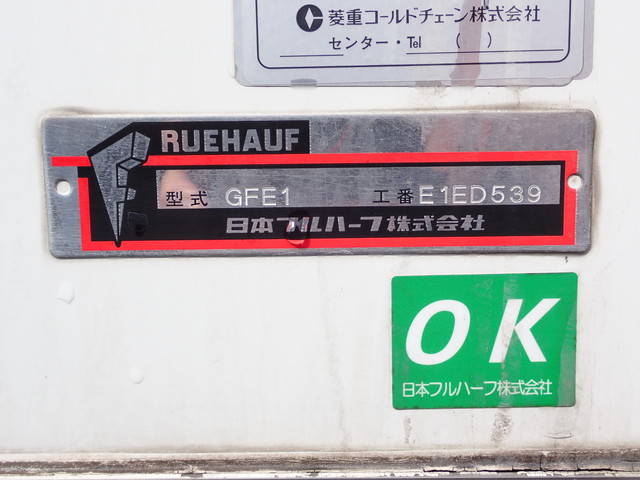 菱重コールドチェーン株式会社
センター・Tel ( )
RUEHAUF
型式 GFE1 工番 E1ED539
日本フルハーフ株式会社
OK
日本フルハーフ株式会社